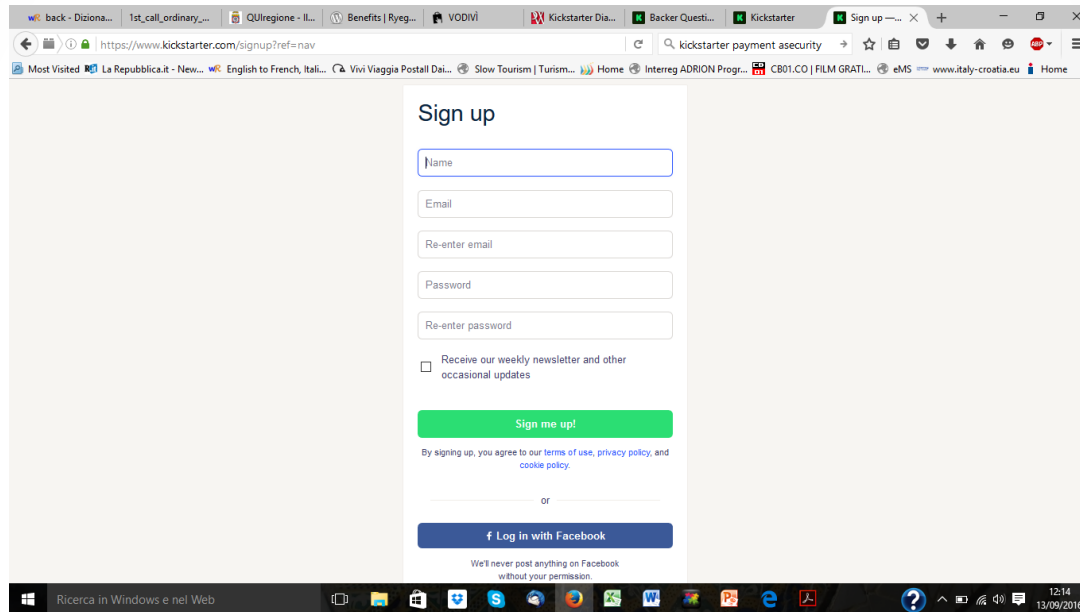 back - Diziona...
1st_call_ordinary_...
QUIregione - Il...
Benefits | Ryeg...
VODIVÌ
Kickstarter Dia...
Backer Questi...
Kickstarter
Sign up —...
https://www.kickstarter.com/signup?ref=nav
kickstarter payment asecurity
ABP
Most Visited
La Repubblica.it - New...
English to French, Itali...
Vivi Viaggia
Postall Dai...
Slow Tourism | Turism...
Home
Interreg ADRION Progr...
CB01.CO | FILM GRATI...
eMS
www.italy-croatia.eu
Home
Sign up
Name
Email
Re-enter email
Password
Re-enter password
Receive our weekly newsletter and other
occasional updates
Sign me up!
By signing up, you agree to our terms of use, privacy policy, and
cookie policy.
or
f Log in with Facebook
We'll never post anything on Facebook
without your permission.
Ricerca in Windows e nel Web
12:14